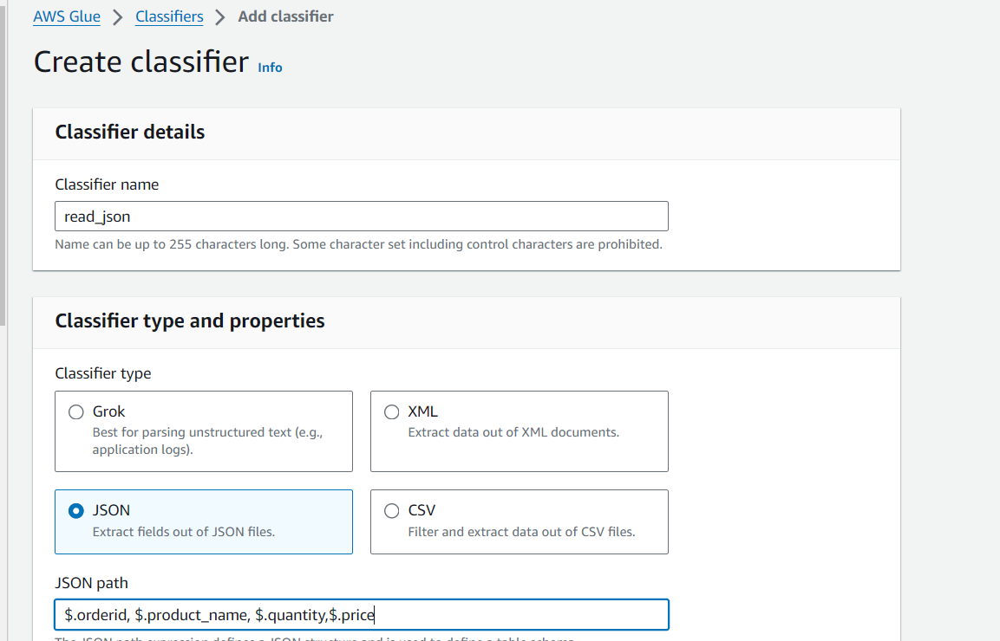 AWS Glue > Classifiers > Add classifier
Create classifier Info
Classifier details
Classifier name
read_json
Name can be up to 255 characters long. Some character set including control characters are prohibited.
Classifier type and properties
Classifier type
Grok
Best for parsing unstructured text (e.g.,
application logs).
XML
Extract data out of XML documents.
JSON
Extract fields out of JSON files.
CSV
Filter and extract data out of CSV files.
JSON path
$.orderid, $.product_name, $.quantity,$.price